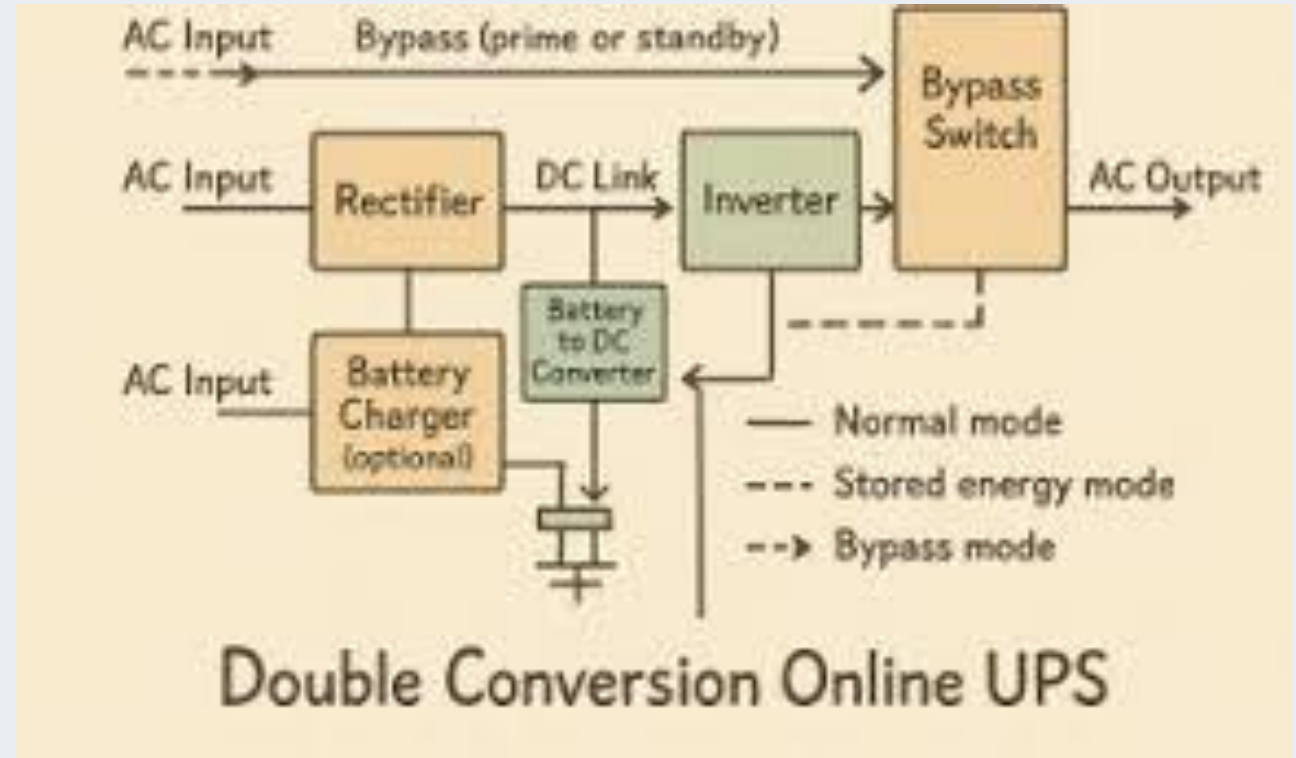 AC Input
Bypass (prime or standby)
Bypass
Switch
AC Input
Rectifier
DC Link
Inverter
AC Output
Battery
to DC
Converter
AC Input
Battery
Charger
(optional)
Normal mode
Stored energy mode
Bypass mode
Double Conversion Online UPS